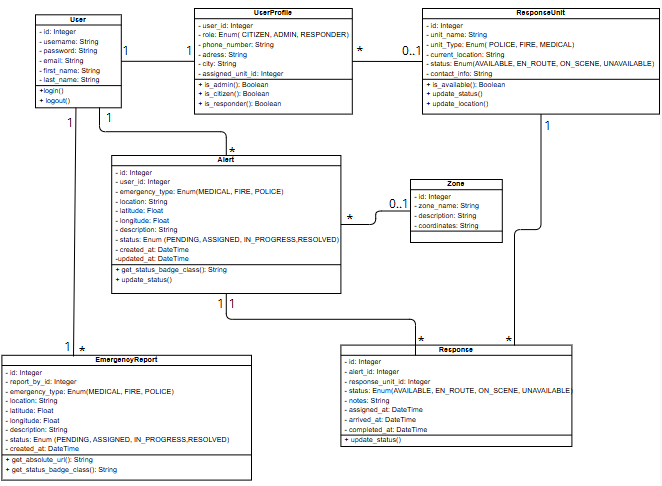 User
- id: Integer
- username: String
- password: String
- email: String
- first_name: String
- last_name: String
+login()
+ logout()
UserProfile
- user_id: Integer
- role: Enum( CITIZEN, ADMIN, RESPONDER)
- phone_number: String
- adress: String
- city: String
- assigned_unit_id: Integer
+ is_admin(): Boolean
+ is_citizen(): Boolean
+ is_responder(): Boolean
ResponseUnit
- id: Integer
- unit_name: String
- unit_Type: Enum( POLICE, FIRE, MEDICAL)
- current_location: String
- status: Enum(AVAILABLE, EN_ROUTE, ON_SCENE, UNAVAILABLE)
- contact_info: String
+ is_available(): Boolean
+ update_status()
+ update_location()
1
1
*
0..1
1
1
1
*
Alert
- id: Integer
- user_id: Integer
- emergency_type: Enum(MEDICAL, FIRE, POLICE)
- location: String
- latitude: Float
- longitude: Float
- description: String
- status: Enum (PENDING, ASSIGNED, IN_PROGRESS,RESOLVED)
- created_at: DateTime
-updated_at: DateTime
+ get_status_badge_class(): String
+ update_status()
*
0..1
Zone
- id: Integer
- zone_name: String
- description: String
- coordinates: String
1 1
1 *
*
*
EmergencyReport
- id: Integer
- report_by_id: Integer
- emergency_type: Enum(MEDICAL, FIRE, POLICE)
- location: String
- latitude: Float
- longitude: Float
- description: String
- status: Enum (PENDING, ASSIGNED, IN_PROGRESS,RESOLVED)
- created_at: DateTime
+ get_absolute_url(): String
+ get_status_badge_class(): String
Response
- id: Integer
- alert_id: Integer
- response_unit_id: Integer
- status: Enum(AVAILABLE, EN_ROUTE, ON_SCENE, UNAVAILABLE)
- notes: String
- assigned_at: DateTime
- arrived_at: DateTime
- completed_at: DateTime
+ update_status()